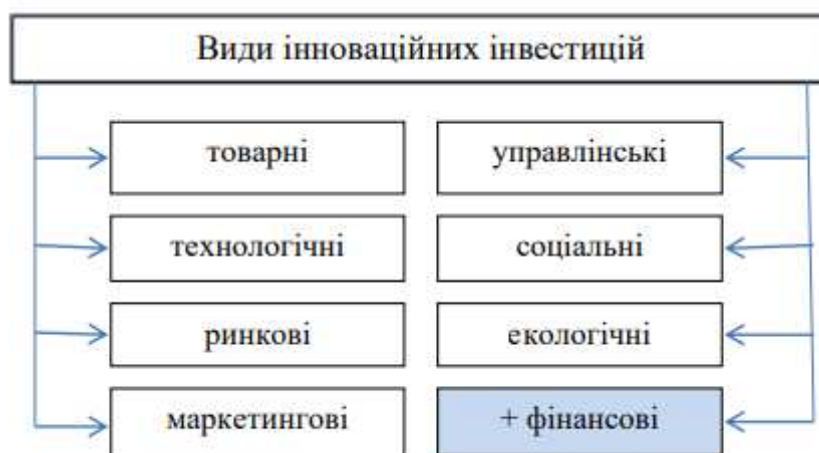 Види інноваційних інвестицій
товарні
управлінські
технологічні
соціальні
ринкові
екологічні
маркетингові
+ фінансові